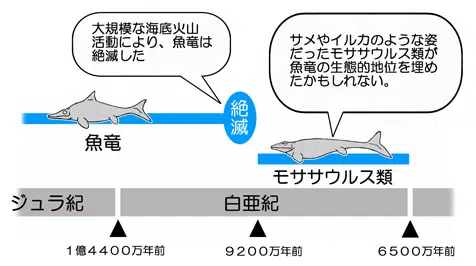 大規模な海底火山
活動により、魚竜は
絶滅した
サメやイルカのような姿
だったモササウルス類が
魚竜の生態的地位を埋め
たかもしれない。
絶滅
魚竜
モササウルス類
ジュラ紀
白亜紀
1億4400万年前
9200万年前
6500万年前